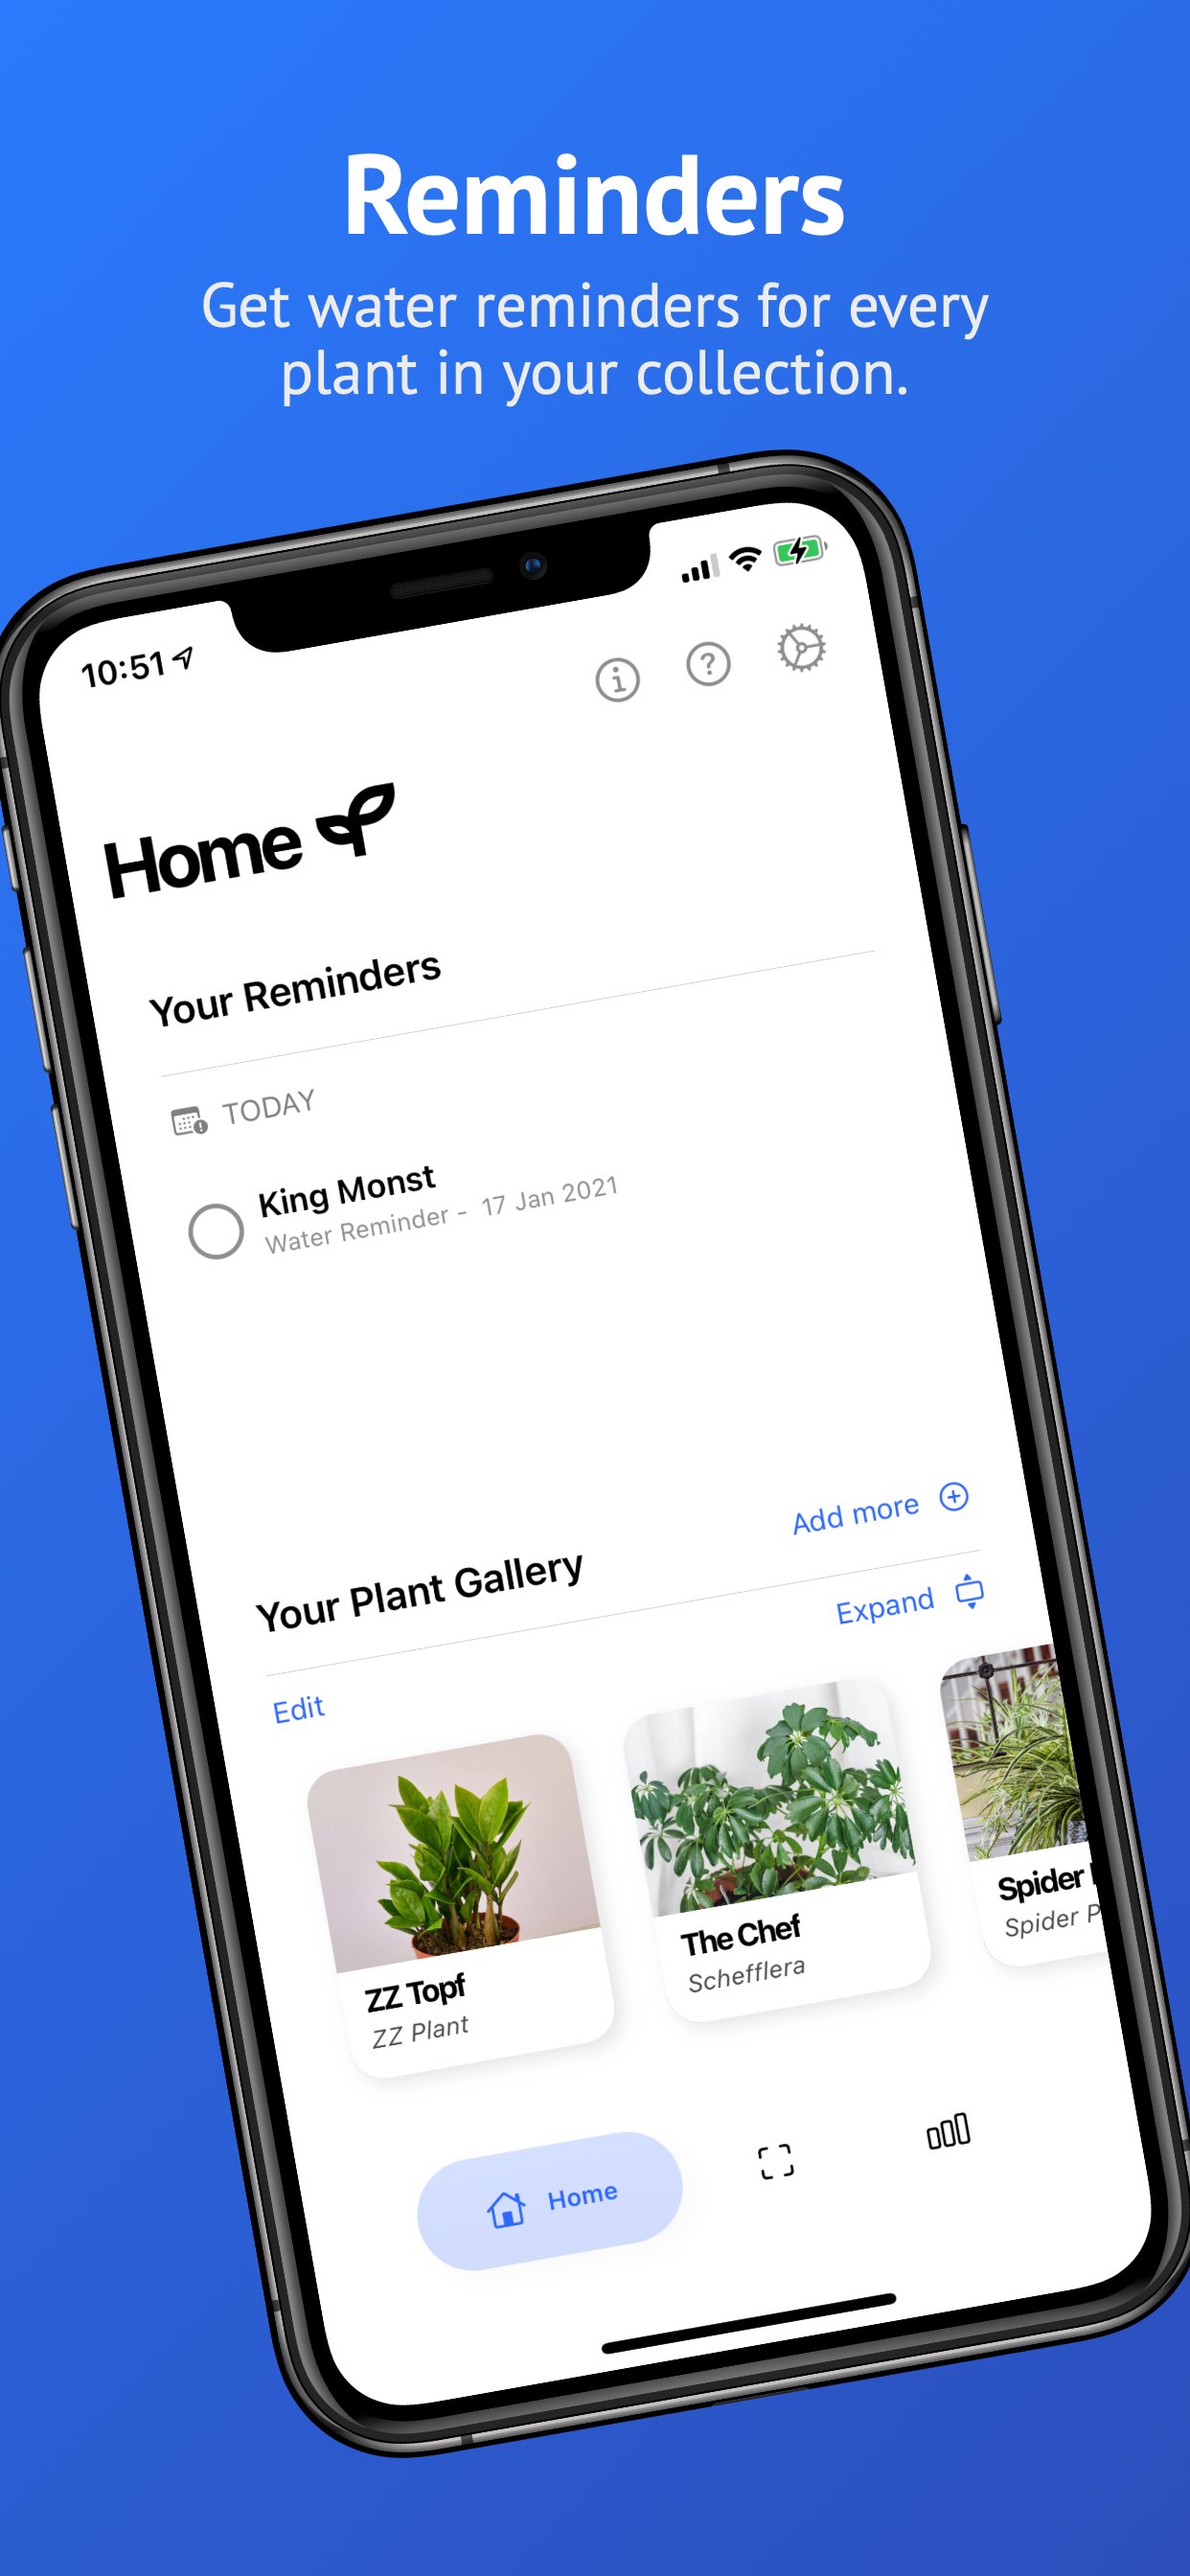 Reminders
Get water reminders for every
plant in your collection.
10:51
Home
Your Reminders
TODAY
King Monst
Water Reminder - 17 Jan 2021
Your Plant Gallery
Add more
Expand
Edit
ZZ Topf
ZZ Plant
The Chef
Schefflera
Spider
Spider P
Home